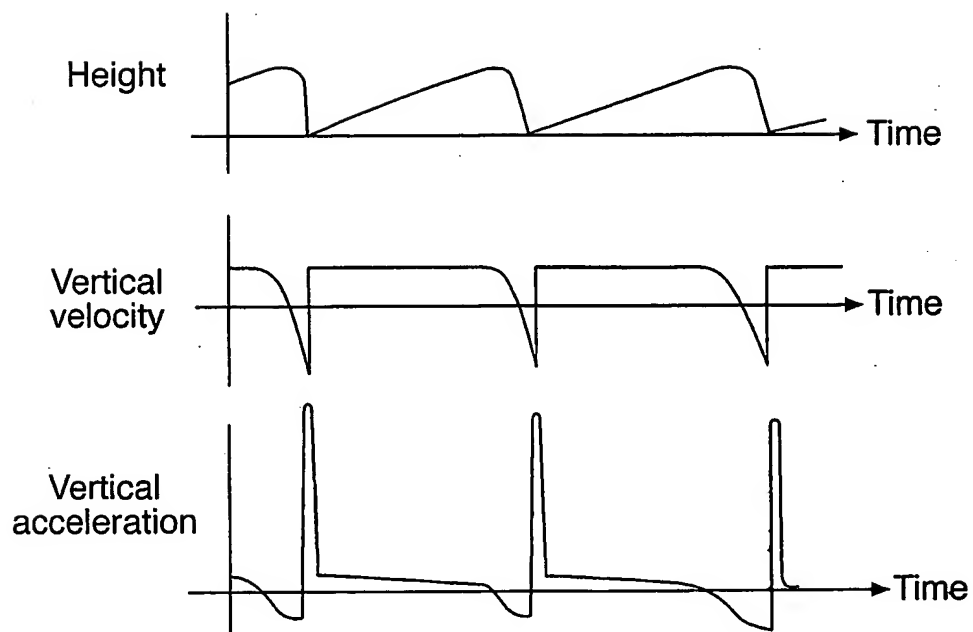 Height
Time
Vertical
velocity
Time
Vertical
acceleration
Time